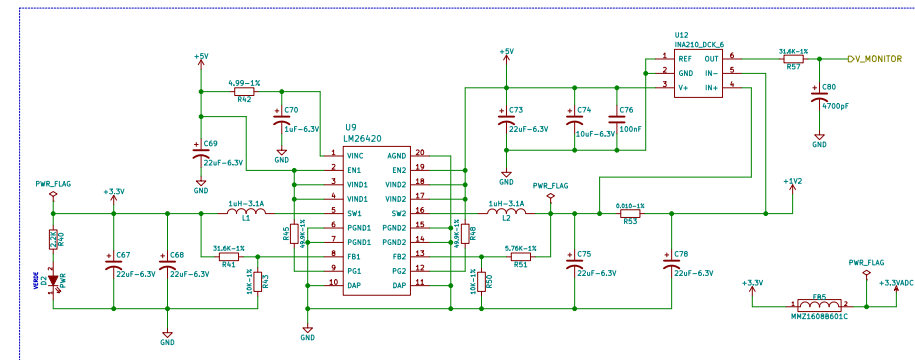 U12
INA210_DCK_6
+5V
+5V
1 REF OUT 6
2 GND IN- 5
3 V+ IN+ 4
31.6K-1%
R57
V_MONITOR
C80
4700pF
GND
4.99-1%
R42
C70
1uF-6.3V
GND
C69
22uF-6.3V
GND
C73
22uF-6.3V
C74
10uF-6.3V
C76
100nF
GND
U9
LM26420
1 VINC AGND 20
2 EN1 EN2 19
3 VIND1 VIND2 18
4 VIND1 VIND2 17
5 SW1 SW2 16
6 PGND1 PGND2 15
7 PGND1 PGND2 14
8 FB1 FB2 13
9 PG1 PG2 12
10 DAP DAP 11
PWR_FLAG
+3.3V
1uH-3.1A
L1
1uH-3.1A
L2
PWR_FLAG
+1V2
0.010-1%
R53
2.2K
R40
VERDE
D2
PWR
2
1
C67
22uF-6.3V
C68
22uF-6.3V
31.6K-1%
R41
10K-1%
R43
R45
49.9K-1%
49.9K-1%
R48
5.76K-1%
R51
10K-1%
R50
C75
22uF-6.3V
C78
22uF-6.3V
GND
GND
PWR_FLAG
+3.3V
+3.3VADC
FB5
1 2
MMZ1608B601C